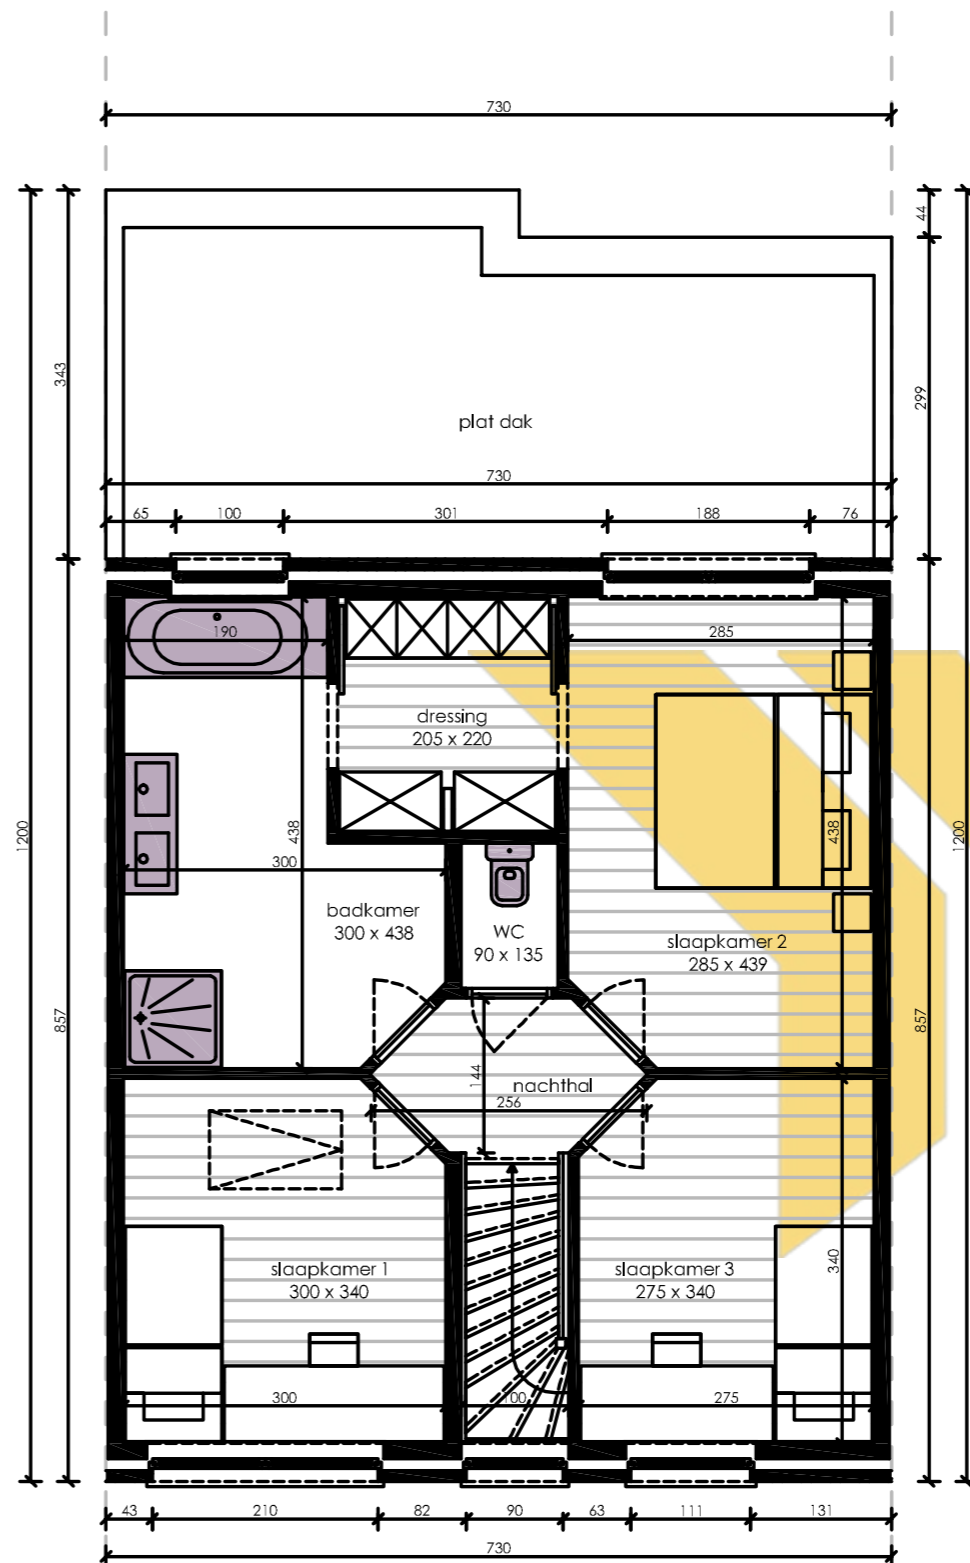 730
44
343
299
plat dak
730
65 100 301 188 76
190
285
dressing
205 x 220
1200
438
438
1200
300
badkamer
300 x 438
WC
90 x 135
slaapkamer 2
285 x 439
857
857
144
nachthal
256
slaapkamer 1
300 x 340
slaapkamer 3
275 x 340
340
300
100
275
43 210 82 90 63 111 131
730